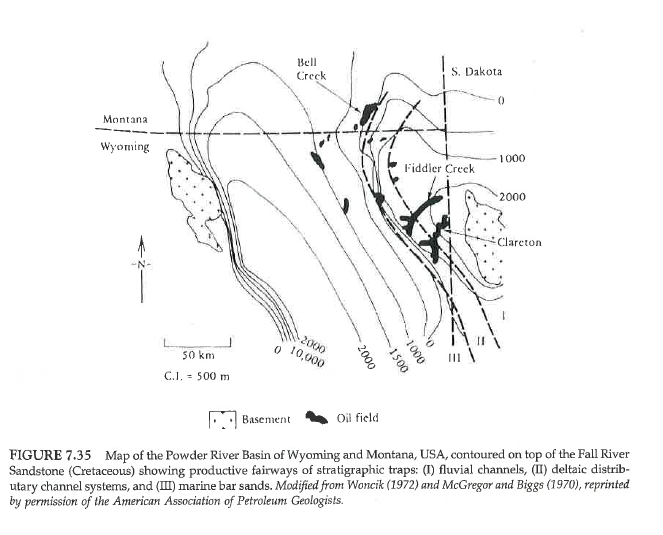 Bell
Creek
S. Dakota
0
Montana
Wyoming
1000
Fiddler Creek
2000
Clareton
-N-
I
II
III
50 km
0
10,000
2000
2000
1500
1000
0
C.I. = 500 m
Basement
Oil field
FIGURE 7.35 Map of the Powder River Basin of Wyoming and Montana, USA, contoured on top of the Fall River
Sandstone (Cretaceous) showing productive fairways of stratigraphic traps: (I) fluvial channels, (II) deltaic distrib-
utary channel systems, and (III) marine bar sands. Modified from Woncik (1972) and McGregor and Biggs (1970), reprinted
by permission of the American Association of Petroleum Geologists.